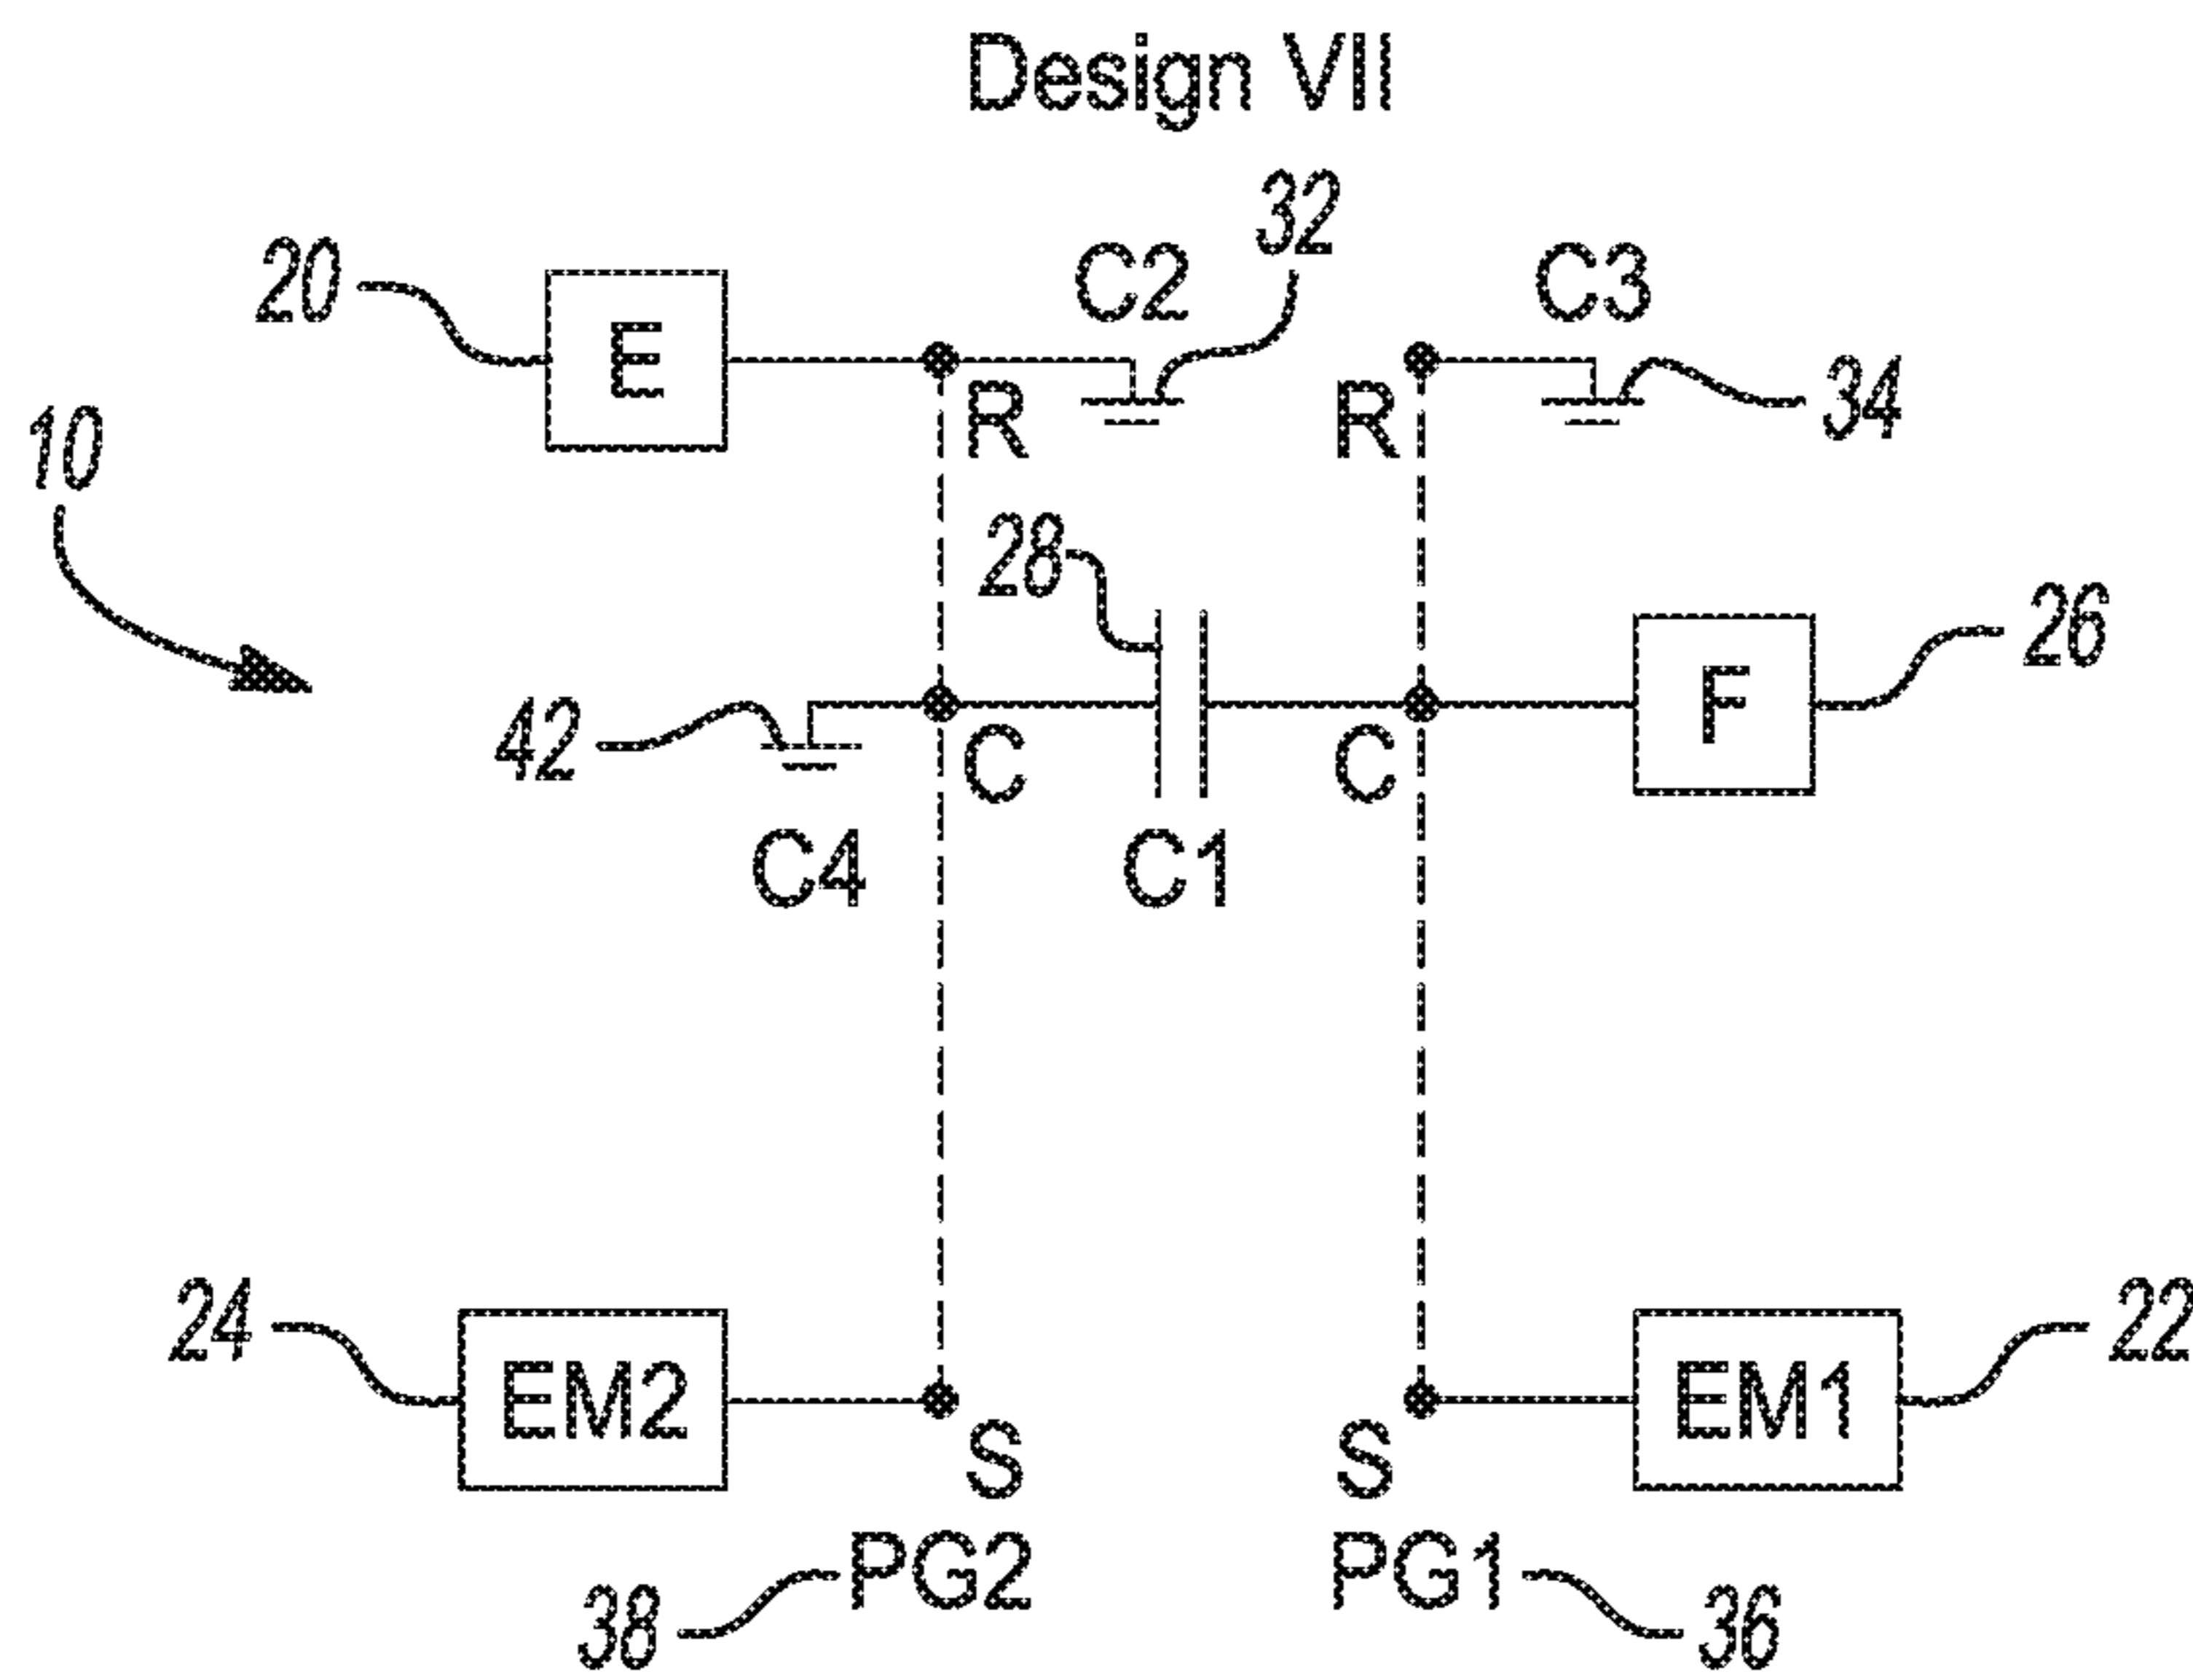 Design VII
32
20 E C2 C3
R R 34
10
28
F 26
42 C C
C4 C1
24 EM2 EM1 22
S S
PG2 PG1
38 36